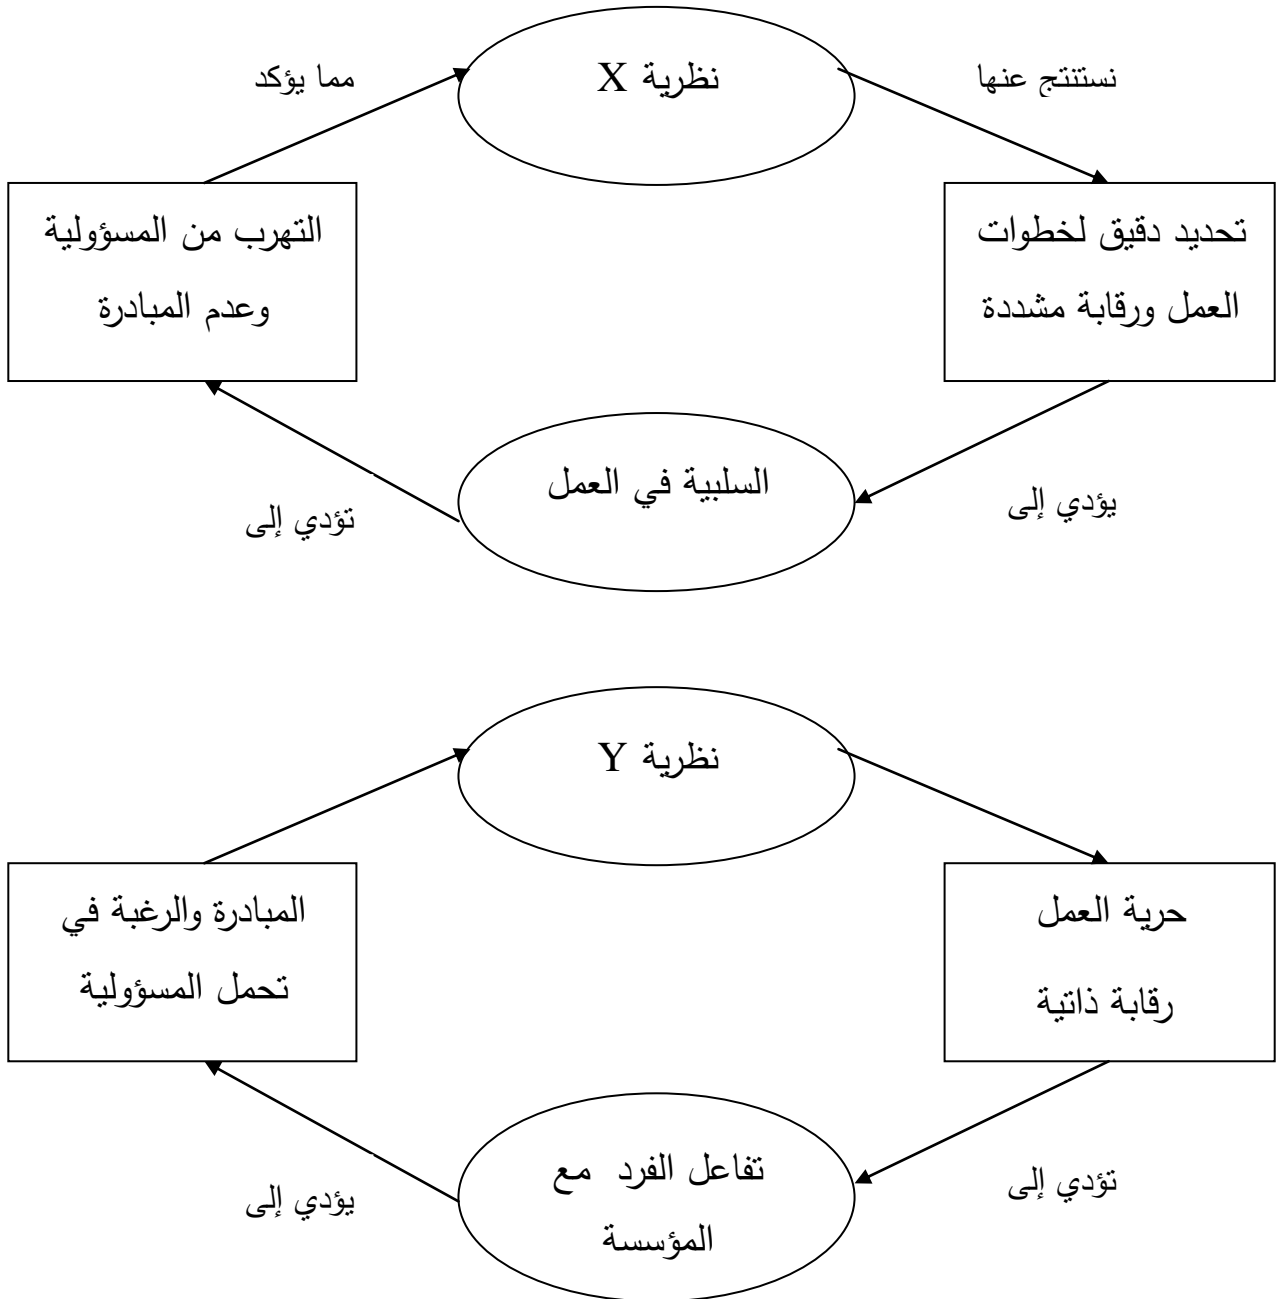 نظرية X
نستنتج عنها
مما يؤكد
تحديد دقيق لخطوات
العمل ورقابة مشددة
التهرب من المسؤولية
وعدم المبادرة
السلبية في العمل
يؤدي إلى
تؤدي إلى
نظرية Y
حرية العمل
رقابة ذاتية
المبادرة والرغبة في
تحمل المسؤولية
تفاعل الفرد مع
المؤسسة
تؤدي إلى
يؤدي إلى